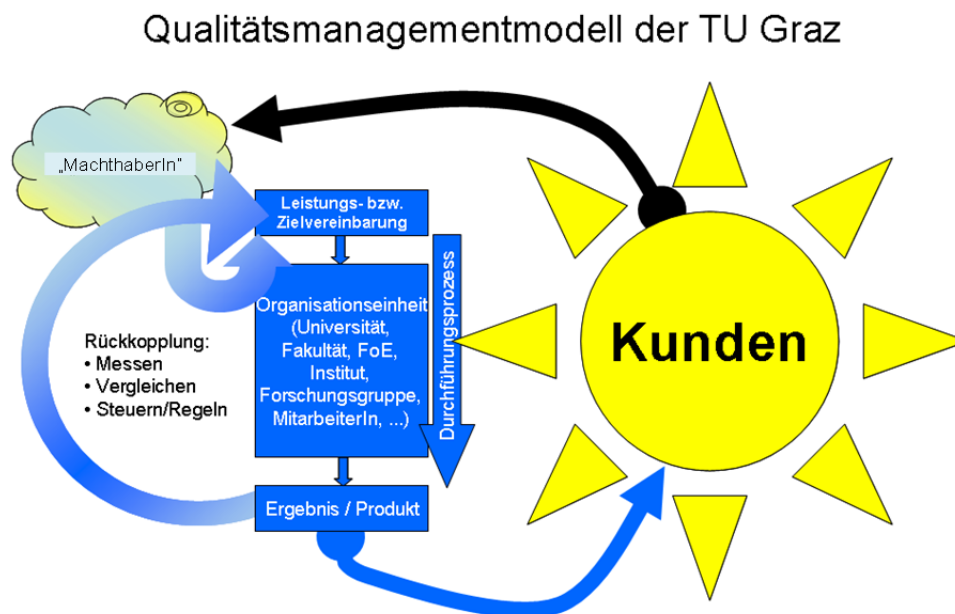 Qualitätsmanagementmodell der TU Graz
„MachthaberIn"
Leistungs- bzw.
Zielvereinbarung
Organisationseinheit
(Universität,
Fakultät, FoE,
Institut,
Forschungsgruppe,
MitarbeiterIn, ...)
Durchführungsprozess
Rückkopplung:
• Messen
• Vergleichen
• Steuern/Regeln
Ergebnis / Produkt
Kunden